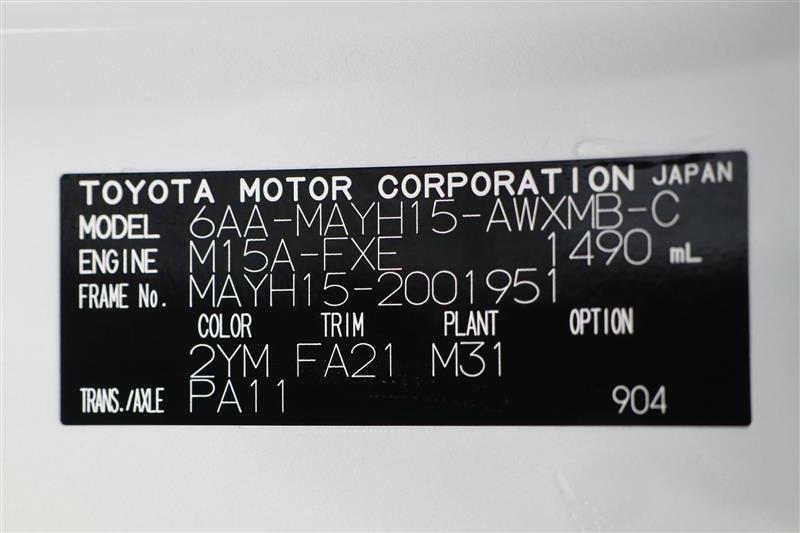 TOYOTA MOTOR CORPORATION JAPAN
MODEL 6AA-MAYH15-AWXMB-C
ENGINE M15A-FXE 1490 mL
FRAME No. MAYH15-2001951
COLOR TRIM PLANT OPTION
2YM FA21 M31
TRANS./AXLE PA11 904